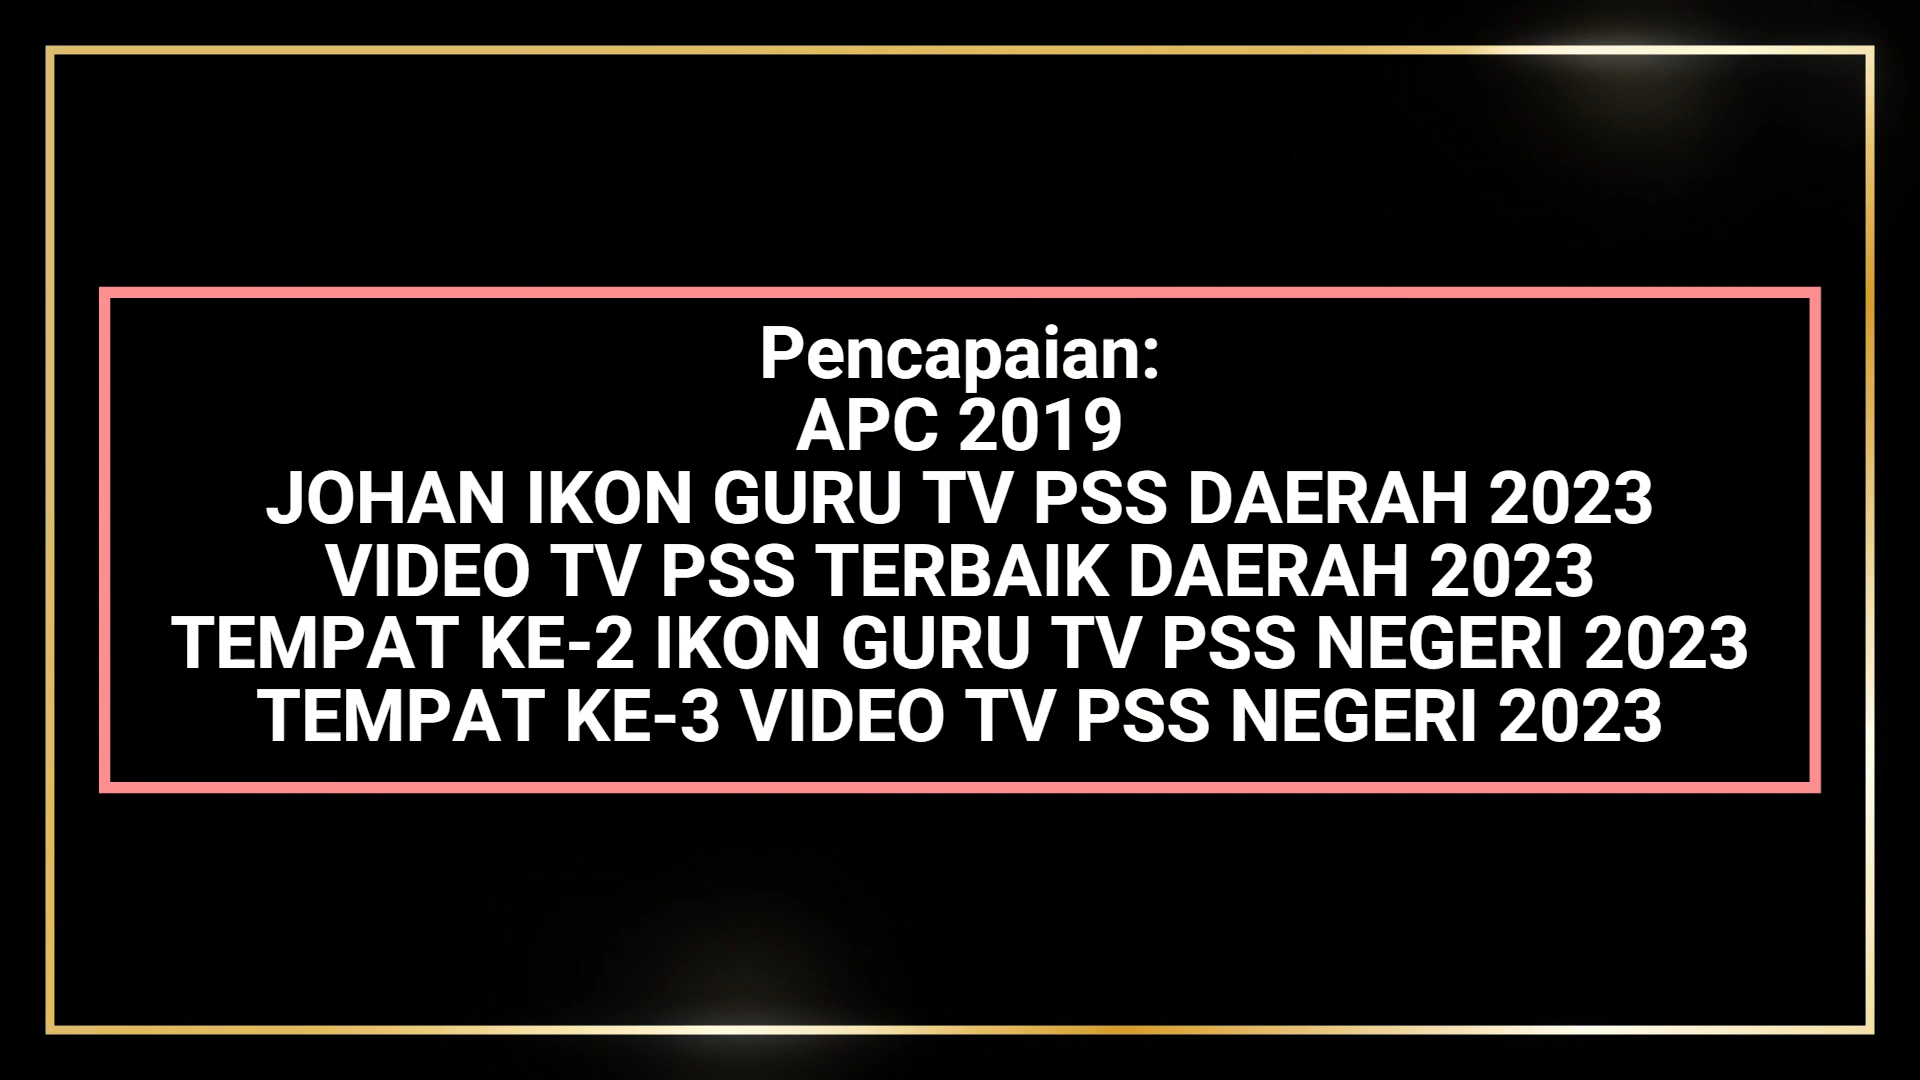 Pencapaian:
APC 2019
JOHAN IKON GURU TV PSS DAERAH 2023
VIDEO TV PSS TERBAIK DAERAH 2023
TEMPAT KE-2 IKON GURU TV PSS NEGERI 2023
TEMPAT KE-3 VIDEO TV PSS NEGERI 2023